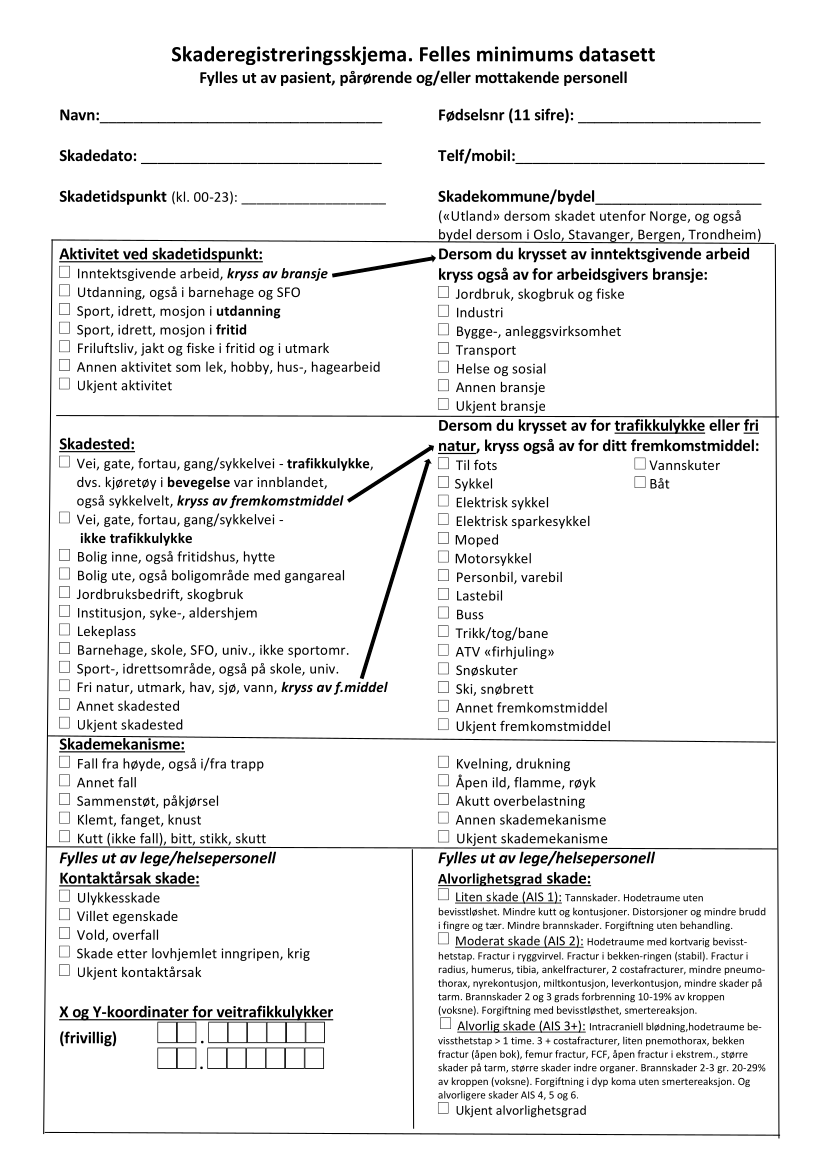 Skaderegistreringsskjema. Felles minimums datasett
Fylles ut av pasient, pårørende og/eller mottakende personell
Navn:_________________________________
Fødselsnr (11 sifre): _____________________
Skadedato: ____________________________
Telf/mobil:_____________________________
Skadetidspunkt (kl. 00-23): _________________
Skadekommune/bydel___________________
(«Utland» dersom skadet utenfor Norge, og også
bydel dersom i Oslo, Stavanger, Bergen, Trondheim)
Aktivitet ved skadetidspunkt:
☐ Inntektsgivende arbeid, kryss av bransje
☐ Utdanning, også i barnehage og SFO
☐ Sport, idrett, mosjon i utdanning
☐ Sport, idrett, mosjon i fritid
☐ Friluftsliv, jakt og fiske i fritid og i utmark
☐ Annen aktivitet som lek, hobby, hus-, hagearbeid
☐ Ukjent aktivitet
Dersom du krysset av inntektsgivende arbeid
kryss også av for arbeidsgivers bransje:
☐ Jordbruk, skogbruk og fiske
☐ Industri
☐ Bygge-, anleggsvirksomhet
☐ Transport
☐ Helse og sosial
☐ Annen bransje
☐ Ukjent bransje
Skadested:
☐ Vei, gate, fortau, gang/sykkelvei - trafikkulykke,
dvs. kjøretøy i bevegelse var innblandet,
også sykkelvelt, kryss av fremkomstmiddel
☐ Vei, gate, fortau, gang/sykkelvei -
ikke trafikkulykke
☐ Bolig inne, også fritidshus, hytte
☐ Bolig ute, også boligområde med gangareal
☐ Jordbruksbedrift, skogbruk
☐ Institusjon, syke-, aldershjem
☐ Lekeplass
☐ Barnehage, skole, SFO, univ., ikke sportomr.
☐ Sport-, idrettsområde, også på skole, univ.
☐ Fri natur, utmark, hav, sjø, vann, kryss av f.middel
☐ Annet skadested
☐ Ukjent skadested
Dersom du krysset av for trafikkulykke eller fri
natur, kryss også av for ditt fremkomstmiddel:
☐ Til fots ☐ Vannskuter
☐ Sykkel ☐ Båt
☐ Elektrisk sykkel
☐ Elektrisk sparkesykkel
☐ Moped
☐ Motorsykkel
☐ Personbil, varebil
☐ Lastebil
☐ Buss
☐ Trikk/tog/bane
☐ ATV «firhjuling»
☐ Snøskuter
☐ Ski, snøbrett
☐ Annet fremkomstmiddel
☐ Ukjent fremkomstmiddel
Skademekanisme:
☐ Fall fra høyde, også i/fra trapp
☐ Annet fall
☐ Sammenstøt, påkjørsel
☐ Klemt, fanget, knust
☐ Kutt (ikke fall), bitt, stikk, skutt
☐ Kvelning, drukning
☐ Åpen ild, flamme, røyk
☐ Akutt overbelastning
☐ Annen skademekanisme
☐ Ukjent skademekanisme
Fylles ut av lege/helsepersonell
Kontaktårsak skade:
☐ Ulykkesskade
☐ Villet egenskade
☐ Vold, overfall
☐ Skade etter lovhjemlet inngripen, krig
☐ Ukjent kontaktårsak
X og Y-koordinater for veitrafikkulykker
(frivillig)
.
.
Fylles ut av lege/helsepersonell
Alvorlighetsgrad skade:
☐ Liten skade (AIS 1): Tannskader. Hodetraume uten
bevisstløshet. Mindre kutt og kontusjoner. Distorsjoner og mindre brudd
i fingre og tær. Mindre brannskader. Forgiftning uten behandling.
☐ Moderat skade (AIS 2): Hodetraume med kortvarig bevisst-
hetstap. Fractur i ryggvirvel. Fractur i bekken-ringen (stabil). Fractur i
radius, humerus, tibia, ankelfracturer, 2 costafracturer, mindre pneumo-
thorax, nyrekontusjon, miltkontusjon, leverkontusjon, mindre skader på
tarm. Brannskader 2 og 3 grads forbrenning 10-19% av kroppen
(voksne). Forgiftning med bevisstløsthet, smertereaksjon.
☐ Alvorlig skade (AIS 3+): Intracraniell blødning,hodetraume be-
vissthetstap > 1 time. 3 + costafracturer, liten pnemothorax, bekken
fractur (åpen bok), femur fractur, FCF, åpen fractur i ekstrem., større
skader på tarm, større skader indre organer. Brannskader 2-3 gr. 20-29%
av kroppen (voksne). Forgiftning i dyp koma uten smertereaksjon. Og
alvorligere skader AIS 4, 5 og 6.
☐ Ukjent alvorlighetsgrad